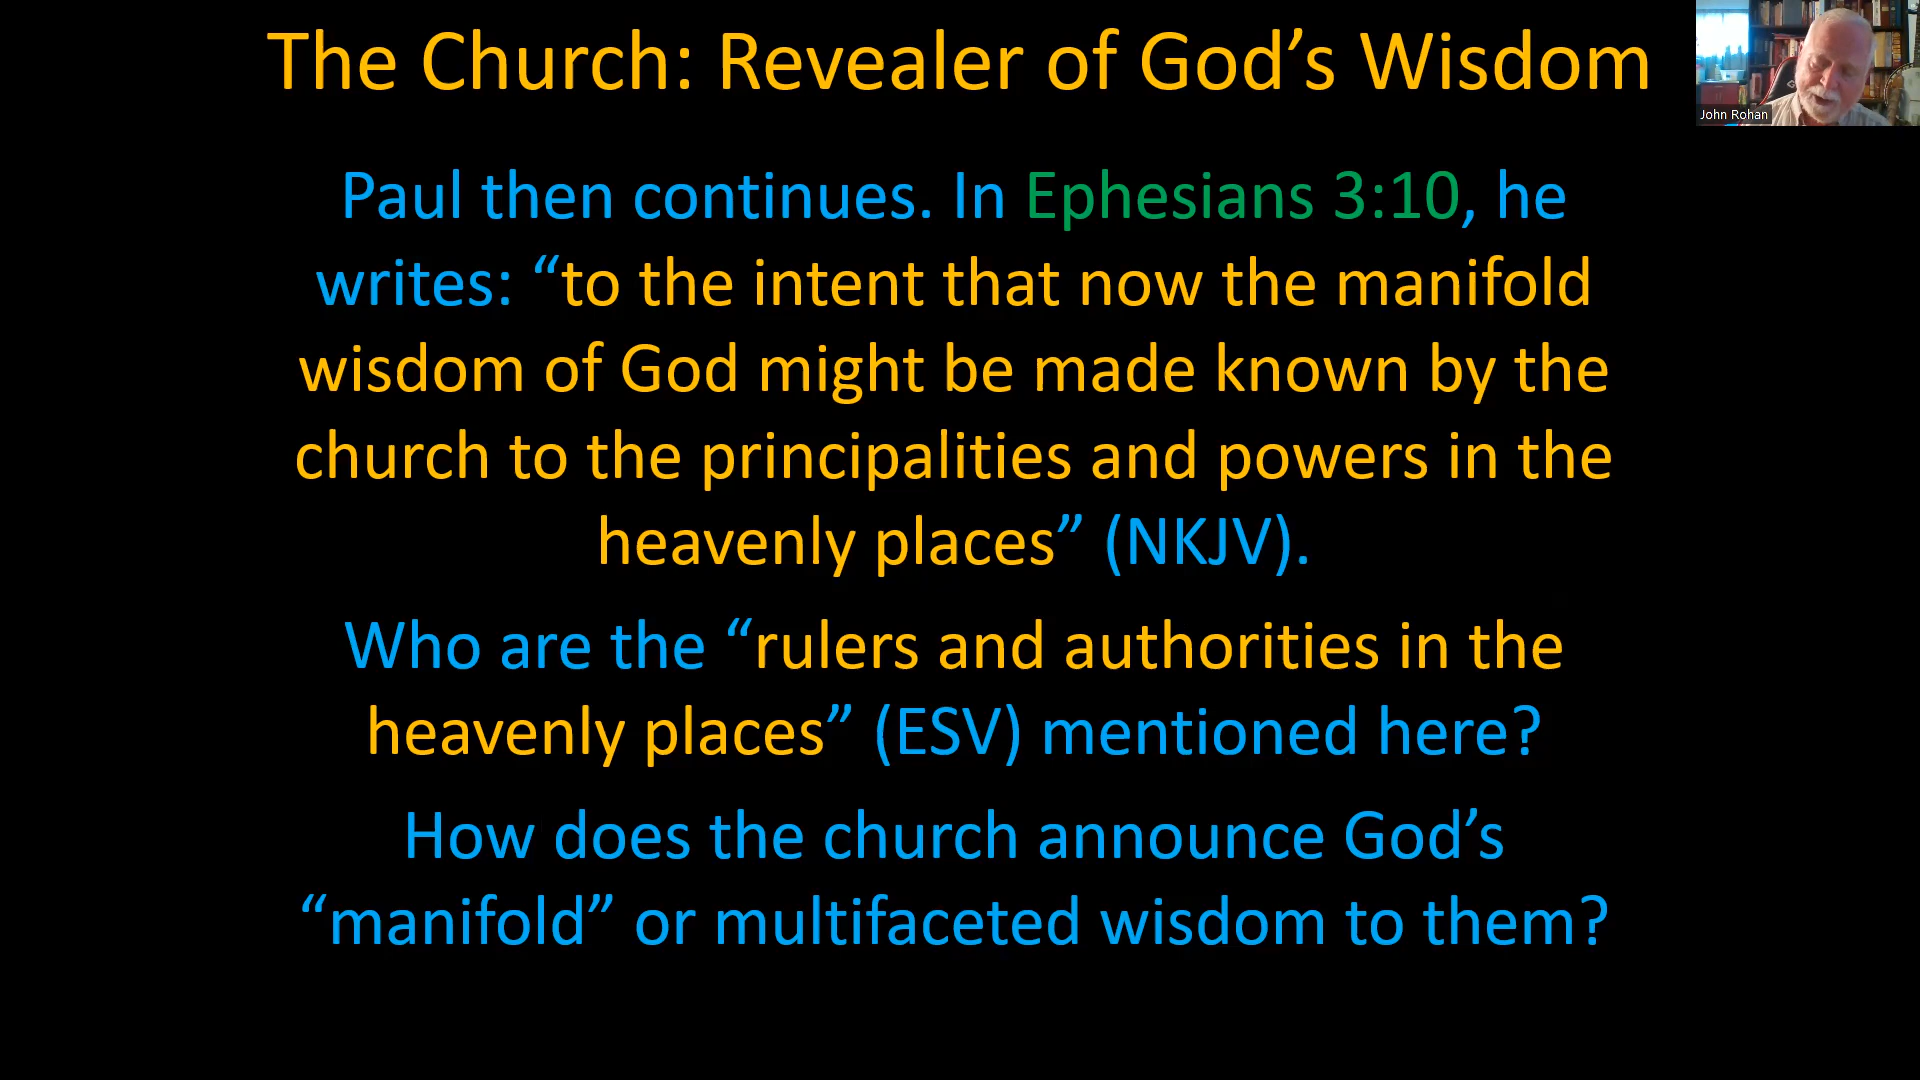 The Church: Revealer of God’s Wisdom
John Rohan
Paul then continues. In Ephesians 3:10, he
writes: “to the intent that now the manifold
wisdom of God might be made known by the
church to the principalities and powers in the
heavenly places” (NKJV).
Who are the “rulers and authorities in the
heavenly places” (ESV) mentioned here?
How does the church announce God’s
“manifold” or multifaceted wisdom to them?